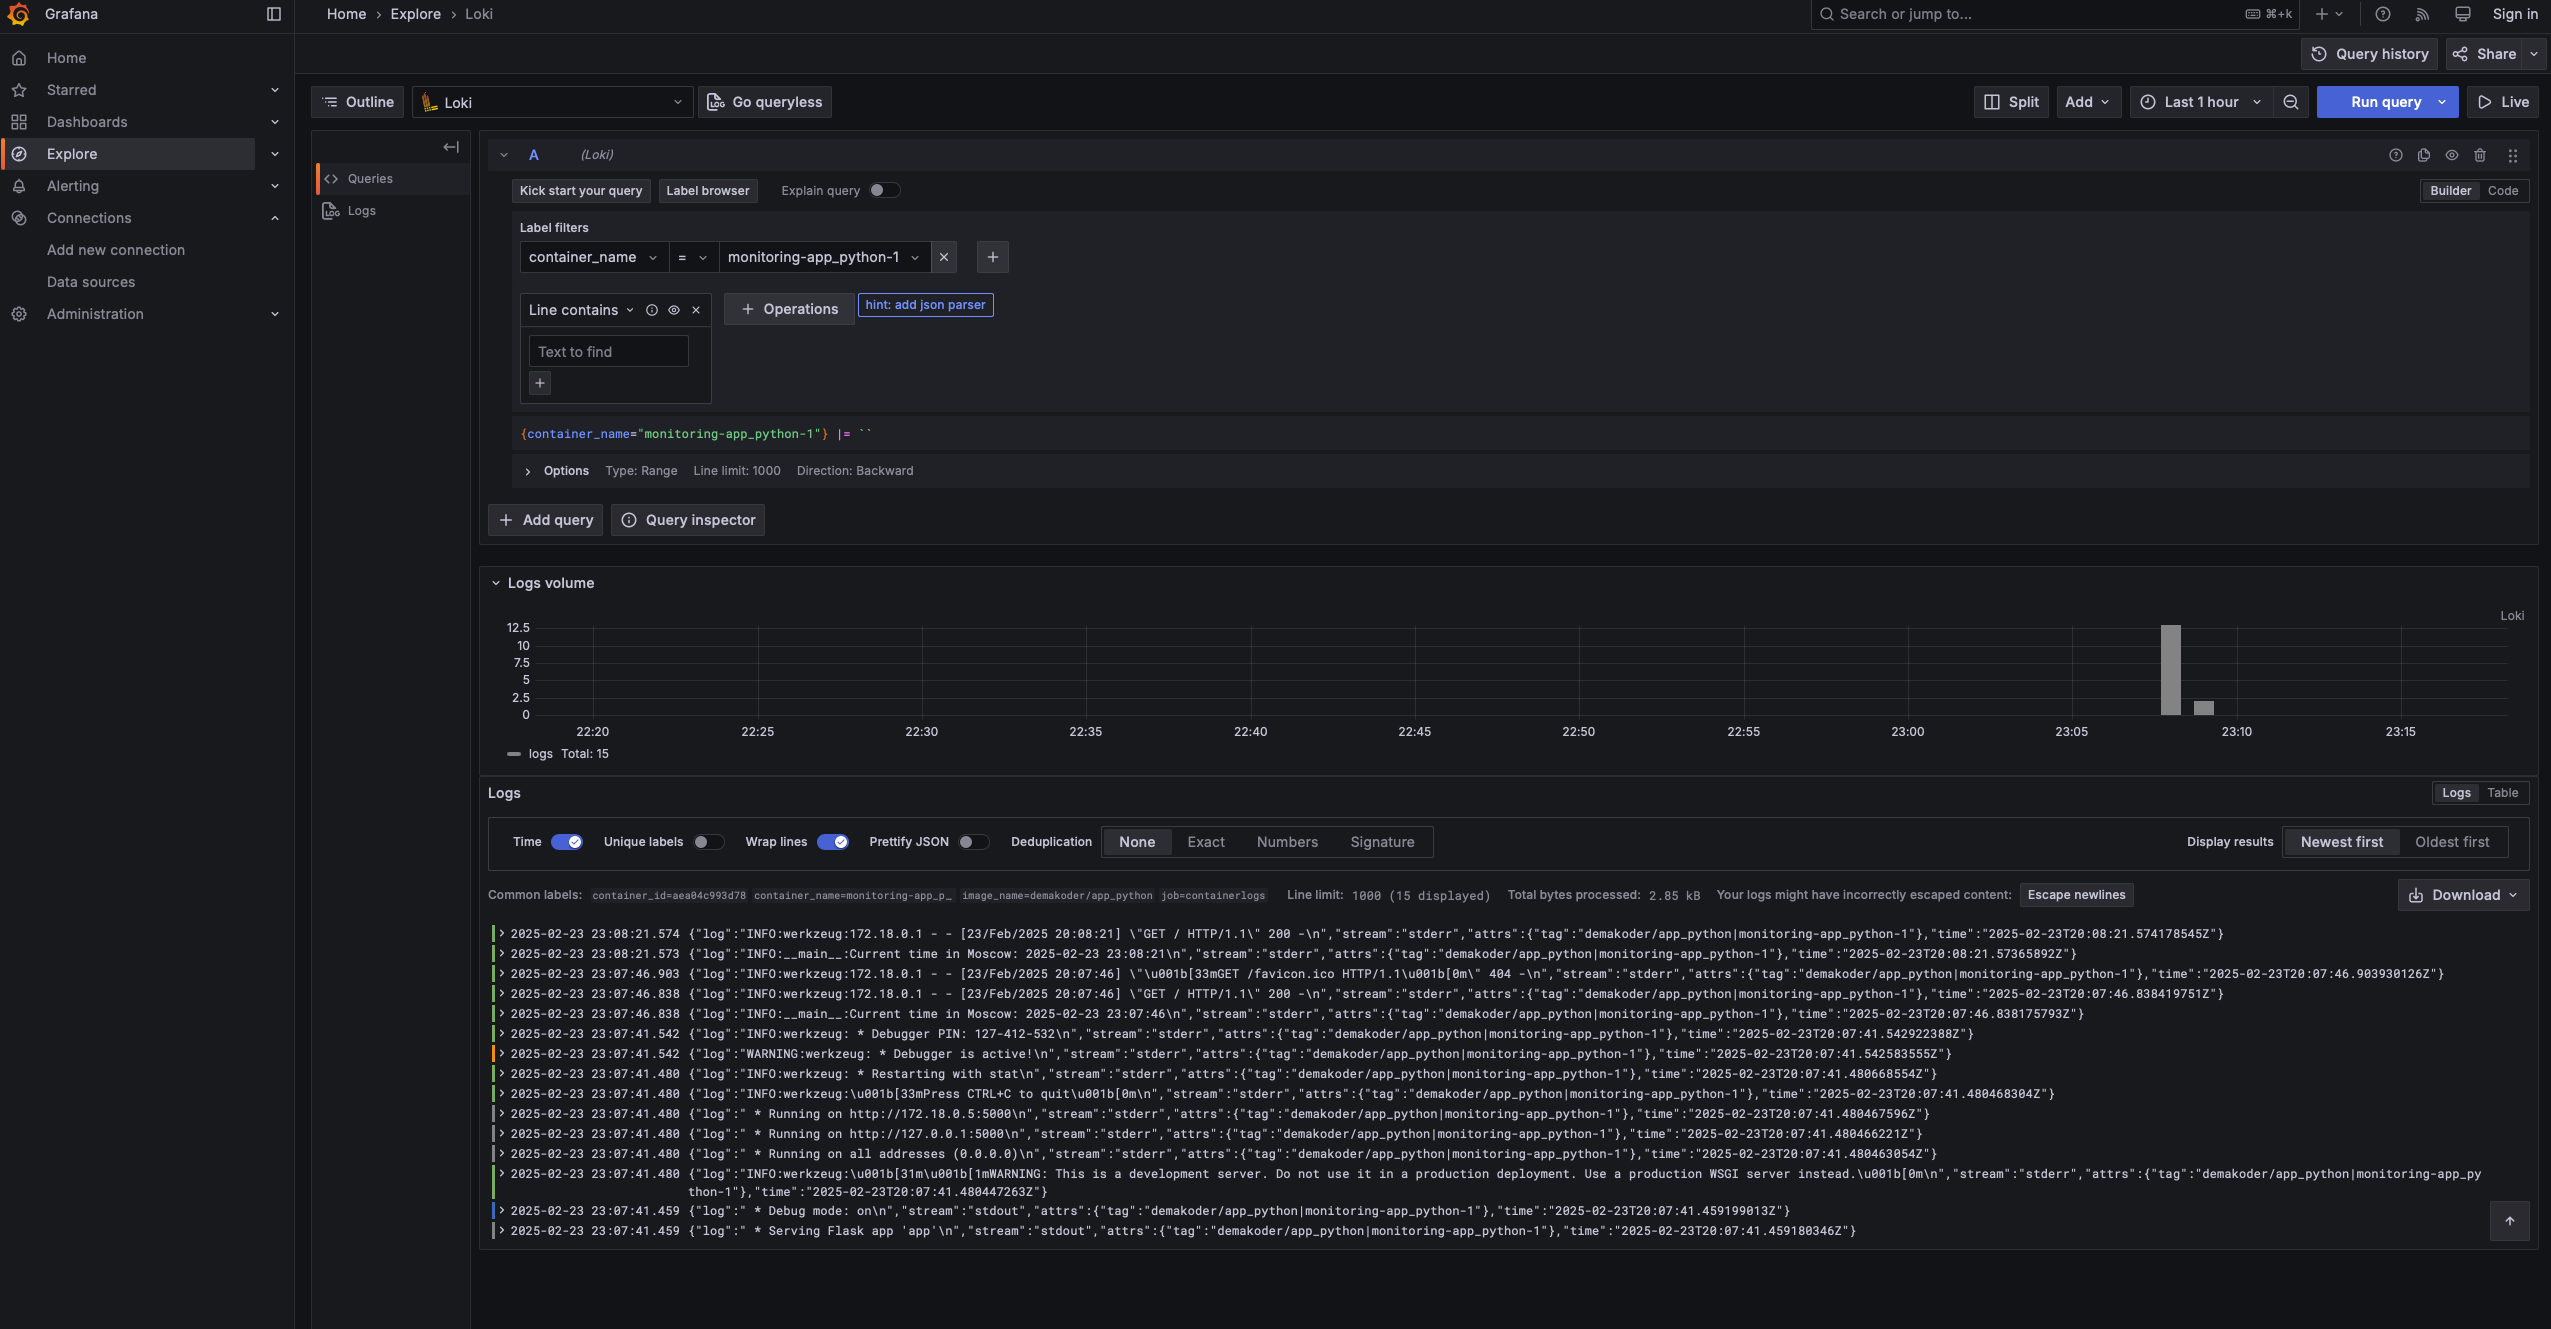 Grafana
Home › Explore › Loki
Search or jump to...
⌘+k
Sign in
Home
Starred
Dashboards
Explore
Alerting
Connections
Add new connection
Data sources
Administration
Query history
Share
Outline
Loki
Go queryless
Split
Add
Last 1 hour
Run query
Live
Queries
Logs
A (Loki)
Kick start your query
Label browser
Explain query
Builder
Code
Label filters
container_name = monitoring-app_python-1
Line contains
Operations
hint: add json parser
Text to find
{container_name="monitoring-app_python-1"} |= ``
Options Type: Range Line limit: 1000 Direction: Backward
Add query
Query inspector
Logs volume
Loki
12.5
10
7.5
5
2.5
0
22:20 22:25 22:30 22:35 22:40 22:45 22:50 22:55 23:00 23:05 23:10 23:15
logs Total: 15
Logs
Logs Table
Time Unique labels Wrap lines Prettify JSON Deduplication None Exact Numbers Signature Display results Newest first Oldest first
Common labels: container_id=aea04c993d78 container_name=monitoring-app_p… image_name=demakoder/app_python job=containerlogs Line limit: 1000 (15 displayed) Total bytes processed: 2.85 kB Your logs might have incorrectly escaped content: Escape newlines Download
2025-02-23 23:08:21.574 {"log":"INFO:werkzeug:172.18.0.1 - - [23/Feb/2025 20:08:21] \"GET / HTTP/1.1\" 200 -\n","stream":"stderr","attrs":{"tag":"demakoder/app_python|monitoring-app_python-1"},"time":"2025-02-23T20:08:21.574178545Z"}
2025-02-23 23:08:21.573 {"log":"INFO:__main__:Current time in Moscow: 2025-02-23 23:08:21\n","stream":"stderr","attrs":{"tag":"demakoder/app_python|monitoring-app_python-1"},"time":"2025-02-23T20:08:21.57365892Z"}
2025-02-23 23:07:46.903 {"log":"INFO:werkzeug:172.18.0.1 - - [23/Feb/2025 20:07:46] \"\u001b[33mGET /favicon.ico HTTP/1.1\u001b[0m\" 404 -\n","stream":"stderr","attrs":{"tag":"demakoder/app_python|monitoring-app_python-1"},"time":"2025-02-23T20:07:46.903930126Z"}
2025-02-23 23:07:46.838 {"log":"INFO:werkzeug:172.18.0.1 - - [23/Feb/2025 20:07:46] \"GET / HTTP/1.1\" 200 -\n","stream":"stderr","attrs":{"tag":"demakoder/app_python|monitoring-app_python-1"},"time":"2025-02-23T20:07:46.838419751Z"}
2025-02-23 23:07:46.838 {"log":"INFO:__main__:Current time in Moscow: 2025-02-23 23:07:46\n","stream":"stderr","attrs":{"tag":"demakoder/app_python|monitoring-app_python-1"},"time":"2025-02-23T20:07:46.838175793Z"}
2025-02-23 23:07:41.542 {"log":"INFO:werkzeug: * Debugger PIN: 127-412-532\n","stream":"stderr","attrs":{"tag":"demakoder/app_python|monitoring-app_python-1"},"time":"2025-02-23T20:07:41.542922388Z"}
2025-02-23 23:07:41.542 {"log":"WARNING:werkzeug: * Debugger is active!\n","stream":"stderr","attrs":{"tag":"demakoder/app_python|monitoring-app_python-1"},"time":"2025-02-23T20:07:41.542583555Z"}
2025-02-23 23:07:41.480 {"log":"INFO:werkzeug: * Restarting with stat\n","stream":"stderr","attrs":{"tag":"demakoder/app_python|monitoring-app_python-1"},"time":"2025-02-23T20:07:41.480668554Z"}
2025-02-23 23:07:41.480 {"log":"INFO:werkzeug:\u001b[33mPress CTRL+C to quit\u001b[0m\n","stream":"stderr","attrs":{"tag":"demakoder/app_python|monitoring-app_python-1"},"time":"2025-02-23T20:07:41.480468304Z"}
2025-02-23 23:07:41.480 {"log":" * Running on http://172.18.0.5:5000\n","stream":"stderr","attrs":{"tag":"demakoder/app_python|monitoring-app_python-1"},"time":"2025-02-23T20:07:41.480467596Z"}
2025-02-23 23:07:41.480 {"log":" * Running on http://127.0.0.1:5000\n","stream":"stderr","attrs":{"tag":"demakoder/app_python|monitoring-app_python-1"},"time":"2025-02-23T20:07:41.480466221Z"}
2025-02-23 23:07:41.480 {"log":" * Running on all addresses (0.0.0.0)\n","stream":"stderr","attrs":{"tag":"demakoder/app_python|monitoring-app_python-1"},"time":"2025-02-23T20:07:41.480463054Z"}
2025-02-23 23:07:41.480 {"log":"INFO:werkzeug:\u001b[31m\u001b[1mWARNING: This is a development server. Do not use it in a production deployment. Use a production WSGI server instead.\u001b[0m\n","stream":"stderr","attrs":{"tag":"demakoder/app_python|monitoring-app_py
thon-1"},"time":"2025-02-23T20:07:41.480447263Z"}
2025-02-23 23:07:41.459 {"log":" * Debug mode: on\n","stream":"stdout","attrs":{"tag":"demakoder/app_python|monitoring-app_python-1"},"time":"2025-02-23T20:07:41.459199013Z"}
2025-02-23 23:07:41.459 {"log":" * Serving Flask app 'app'\n","stream":"stdout","attrs":{"tag":"demakoder/app_python|monitoring-app_python-1"},"time":"2025-02-23T20:07:41.459180346Z"}